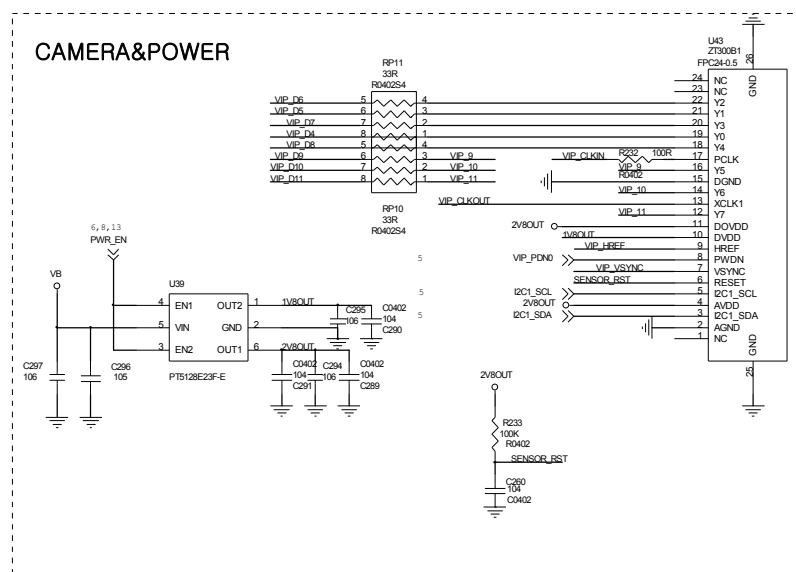 CAMERA&POWER
RP11
33R
R0402S4
VIP_D6 5 4
VIP_D5 6 3
VIP_D7 7 2
VIP_D4 8 1
VIP_D8 5 4
VIP_D9 6 3 VIP_9
VIP_D10 7 2 VIP_10
VIP_D11 8 1 VIP_11
RP10
33R
R0402S4
U43
ZT300B1
FPC24-0.5
26 GND
24 NC
23 NC
22 Y2
21 Y1
20 Y3
19 Y0
18 Y4
VIP_CLKIN R232 100R 17 PCLK
VIP_9 16 Y5
R0402 15 DGND
VIP_10 14 Y6
VIP_CLKOUT 13 XCLK1
VIP_11 12 Y7
2V8OUT 11 DOVDD
1V8OUT 10 DVDD
VIP_HREF 9 HREF
5 VIP_PDN0 8 PWDN
VIP_VSYNC 7 VSYNC
SENSOR_RST 6 RESET
5 I2C1_SCL 5 I2C1_SCL
2V8OUT 4 AVDD
5 I2C1_SDA 3 I2C1_SDA
2 AGND
1 NC
25 GND
6,8,13
PWR_EN
VB
U39
4 EN1 OUT2 1 1V8OUT
5 VIN GND 2
3 EN2 OUT1 6 2V8OUT
PT5128E23F-E
C295
106
C0402
104
C290
C297
106
C296
105
C0402
104
C291
C294
106
C0402
104
C289
2V8OUT
R233
100K
R0402
SENSOR_RST
C260
104
C0402